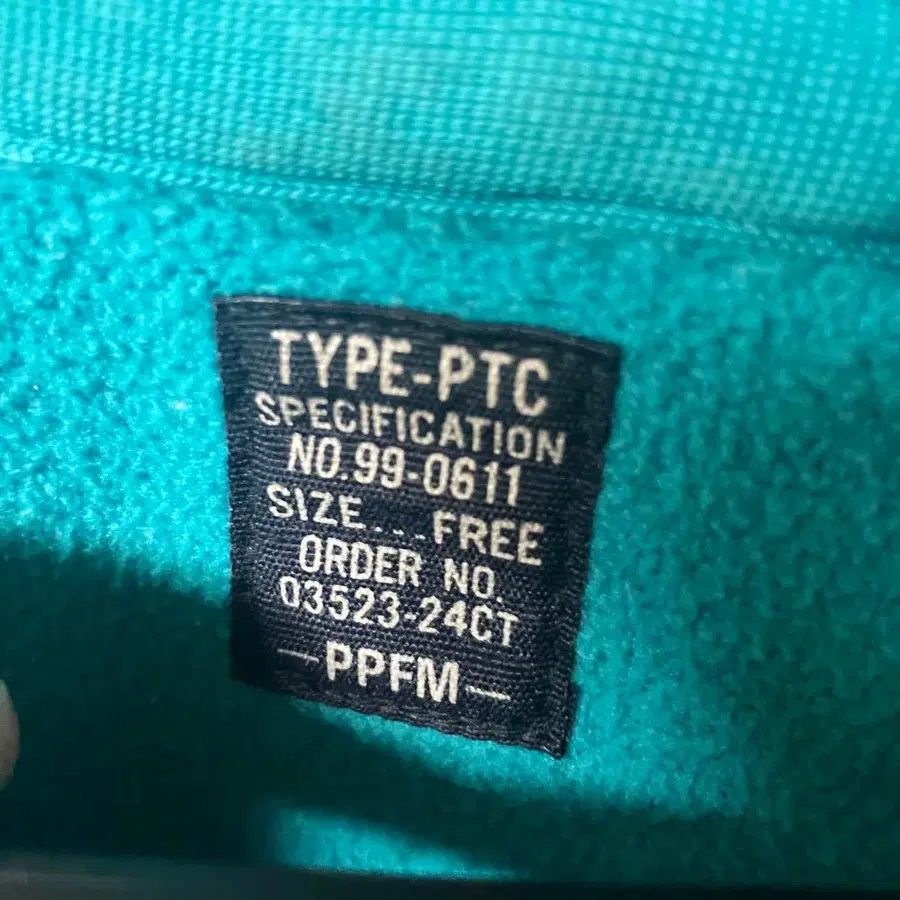 TYPE-PTC
SPECIFICATION
NO.99-0611
SIZE...FREE
ORDER NO.
03523-24CT
—PPFM—